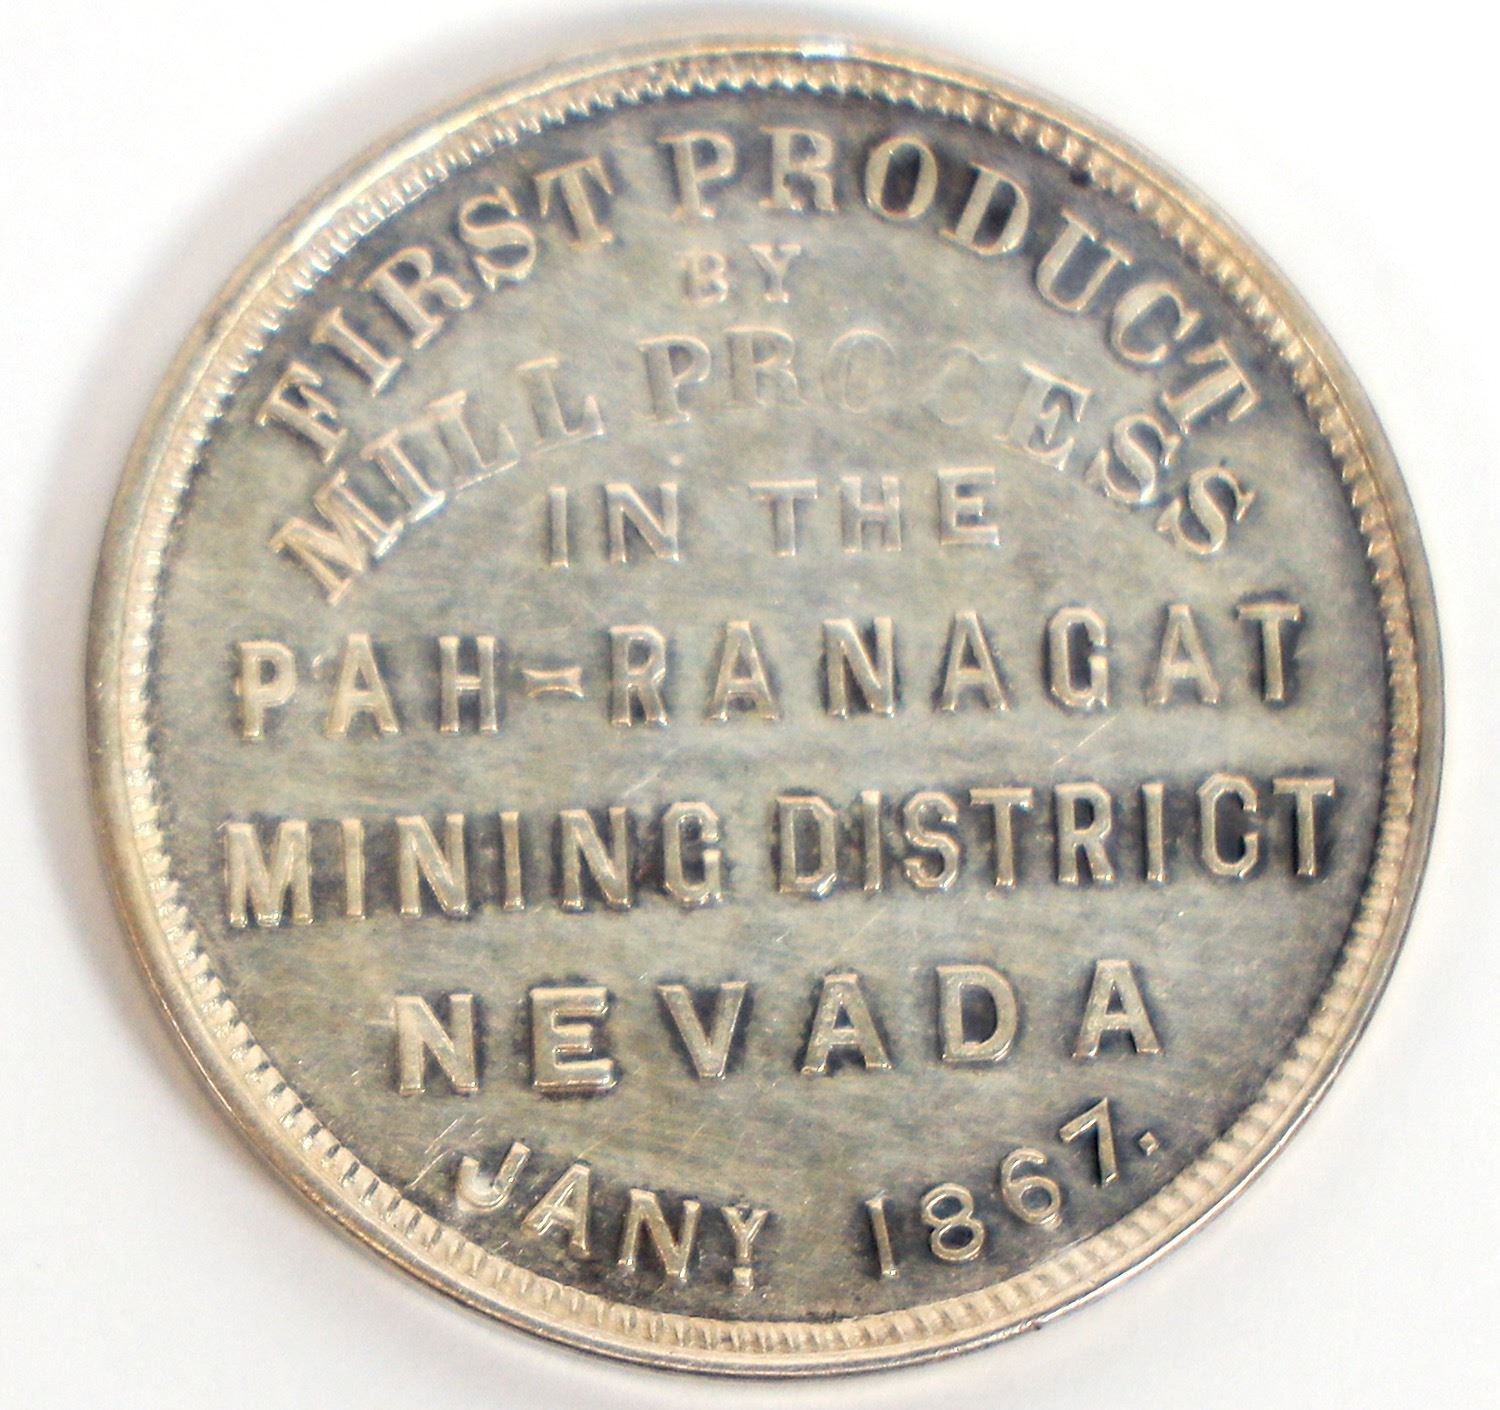 FIRST PRODUCT
BY
MILL PROCESS
IN THE
PAH-RANAGAT
MINING DISTRICT
NEVADA
JANY 1867.